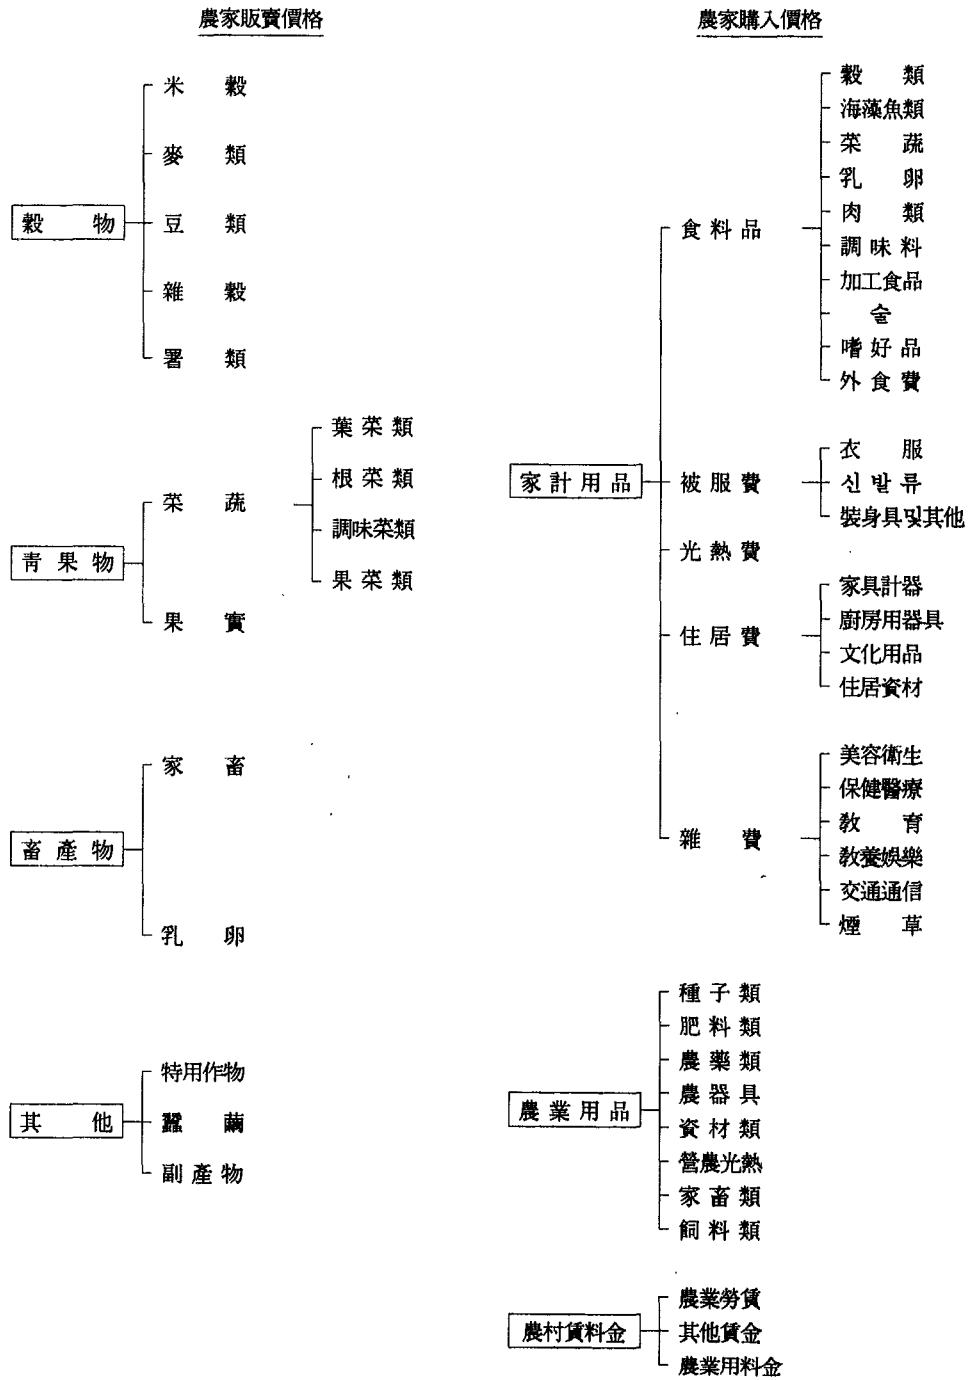 農家販賣價格
穀物
米穀
麥類
豆類
雜穀
署類
靑果物
菜蔬
葉菜類
根菜類
調味菜類
果菜類
果實
畜產物
家畜
乳卵
其他
特用作物
蠶繭
副產物
農家購入價格
家計用品
食料品
穀類
海藻魚類
菜蔬
乳卵
肉類
調味料
加工食品
술
嗜好品
外食費
被服費
衣服
신발류
裝身具및其他
光熱費
住居費
家具計器
廚房用器具
文化用品
住居資材
雜費
美容衛生
保健醫療
敎育
敎養娛樂
交通通信
煙草
農業用品
種子類
肥料類
農藥類
農器具
資材類
營農光熱
家畜類
飼料類
農村賃料金
農業勞賃
其他賃金
農業用料金